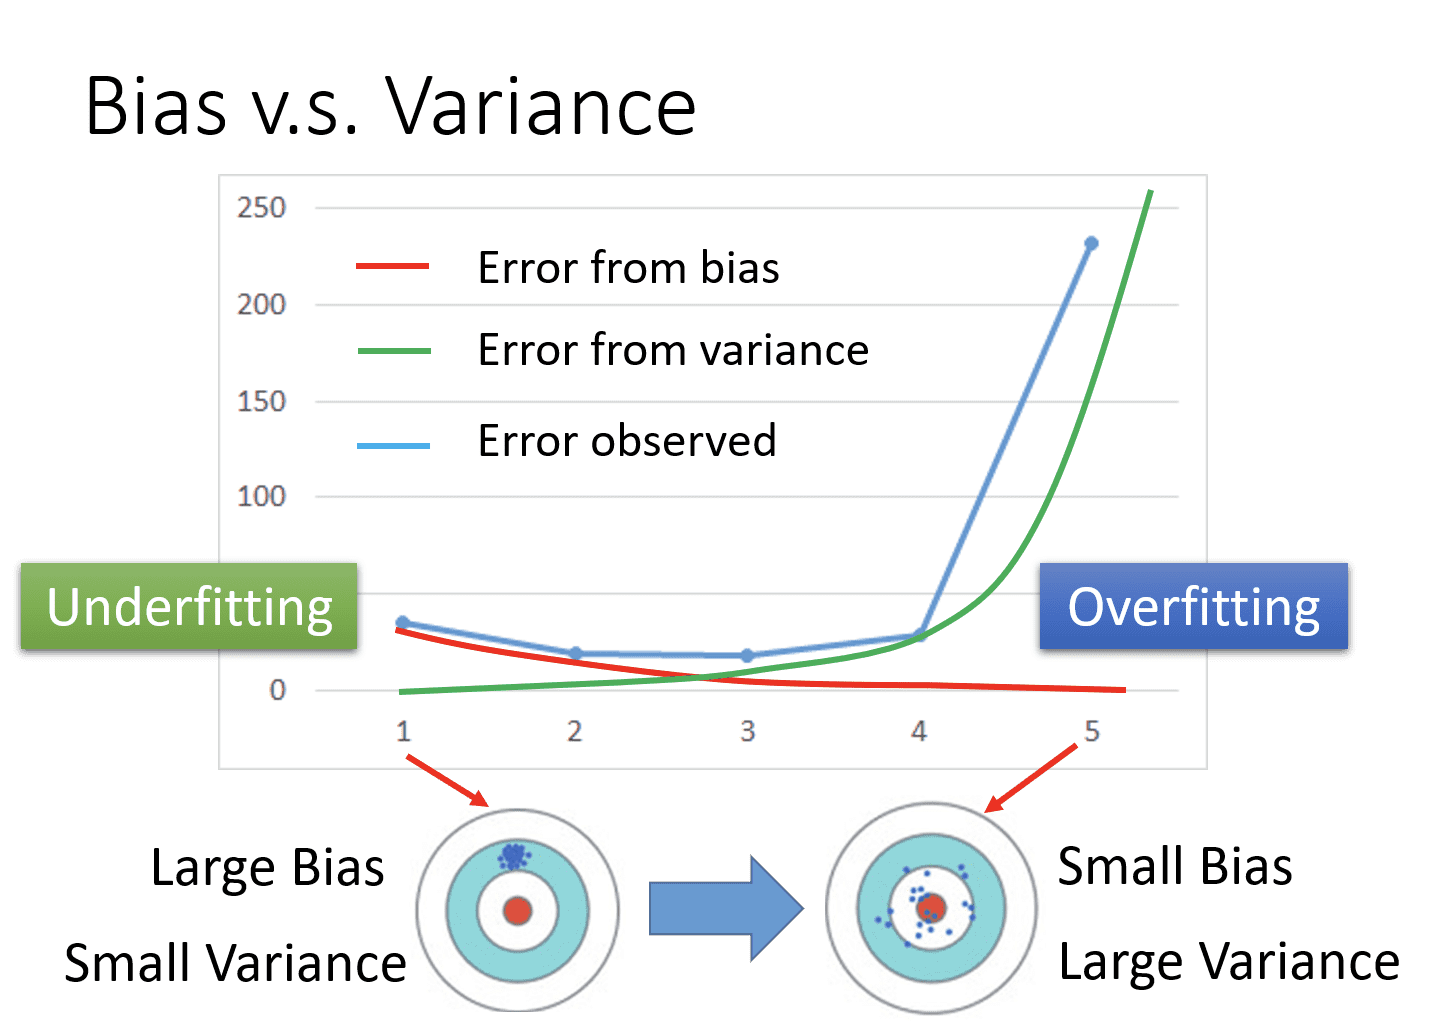 Bias v.s. Variance
250
200
150
100
0
Error from bias
Error from variance
Error observed
Underfitting
Overfitting
1 2 3 4 5
Large Bias
Small Variance
Small Bias
Large Variance